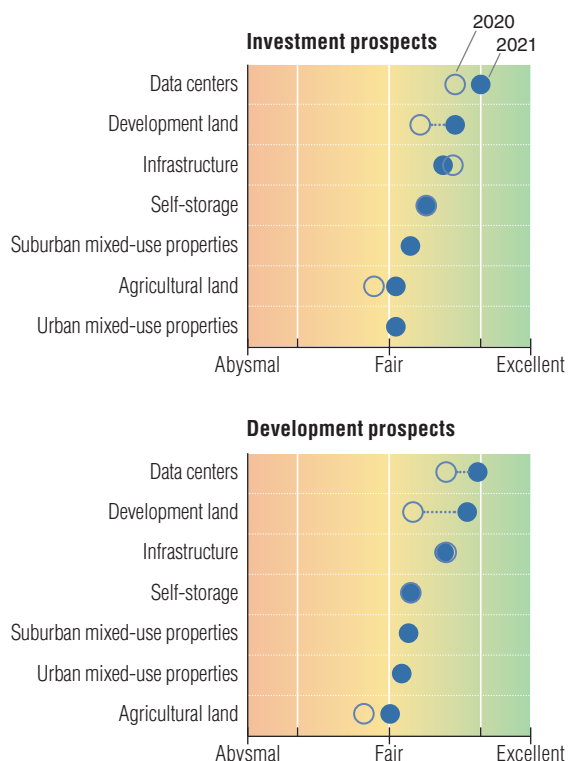 2020
Investment prospects
2021
Data centers
Development land
Infrastructure
Self-storage
Suburban mixed-use properties
Agricultural land
Urban mixed-use properties
Abysmal Fair Excellent
Development prospects
Data centers
Development land
Infrastructure
Self-storage
Suburban mixed-use properties
Urban mixed-use properties
Agricultural land
Abysmal Fair Excellent